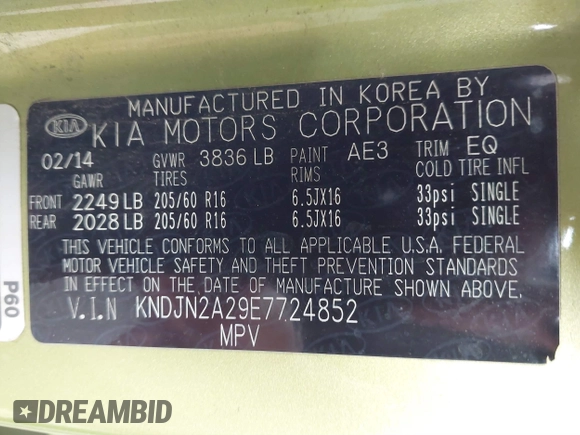 MANUFACTURED IN KOREA BY
KIA KIA MOTORS CORPORATION
02/14 GVWR 3836 LB PAINT AE3 TRIM EQ
GAWR TIRES RIMS COLD TIRE INFL
FRONT 2249 LB 205/60 R16 6.5JX16 33psi SINGLE
REAR 2028 LB 205/60 R16 6.5JX16 33psi SINGLE
THIS VEHICLE CONFORMS TO ALL APPLICABLE U.S.A. FEDERAL
MOTOR VEHICLE SAFETY AND THEFT PREVENTION STANDARDS
IN EFFECT ON THE DATE OF MANUFACTURE SHOWN ABOVE.
V.I.N KNDJN2A29E7724852
MPV
P60
DREAMBID